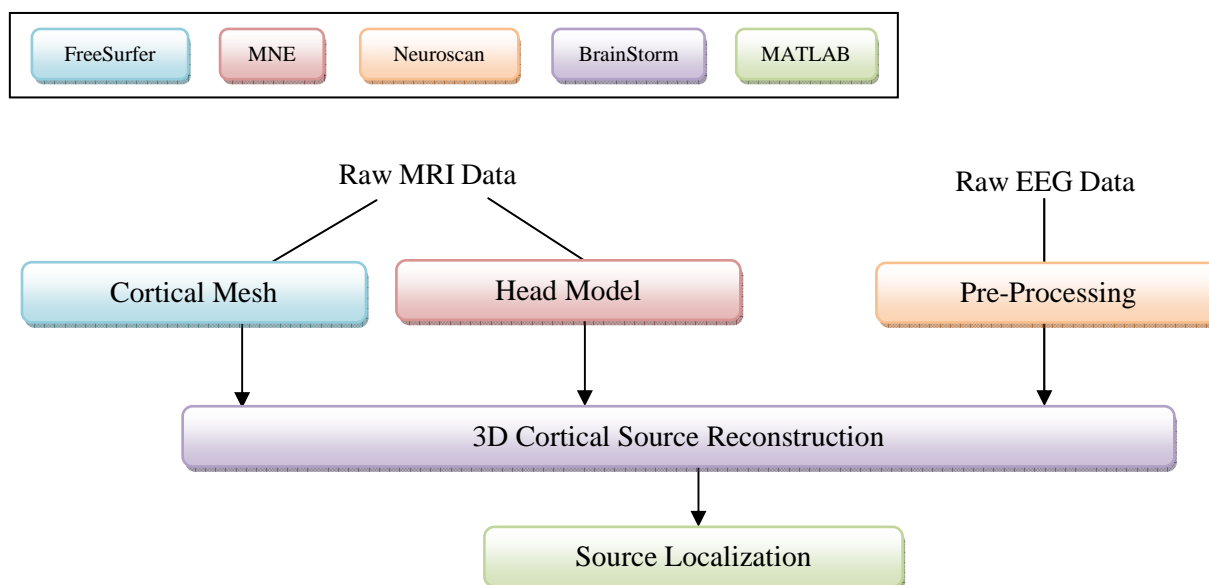 FreeSurfer
MNE
Neuroscan
BrainStorm
MATLAB
Raw MRI Data
Raw EEG Data
Cortical Mesh
Head Model
Pre-Processing
3D Cortical Source Reconstruction
Source Localization